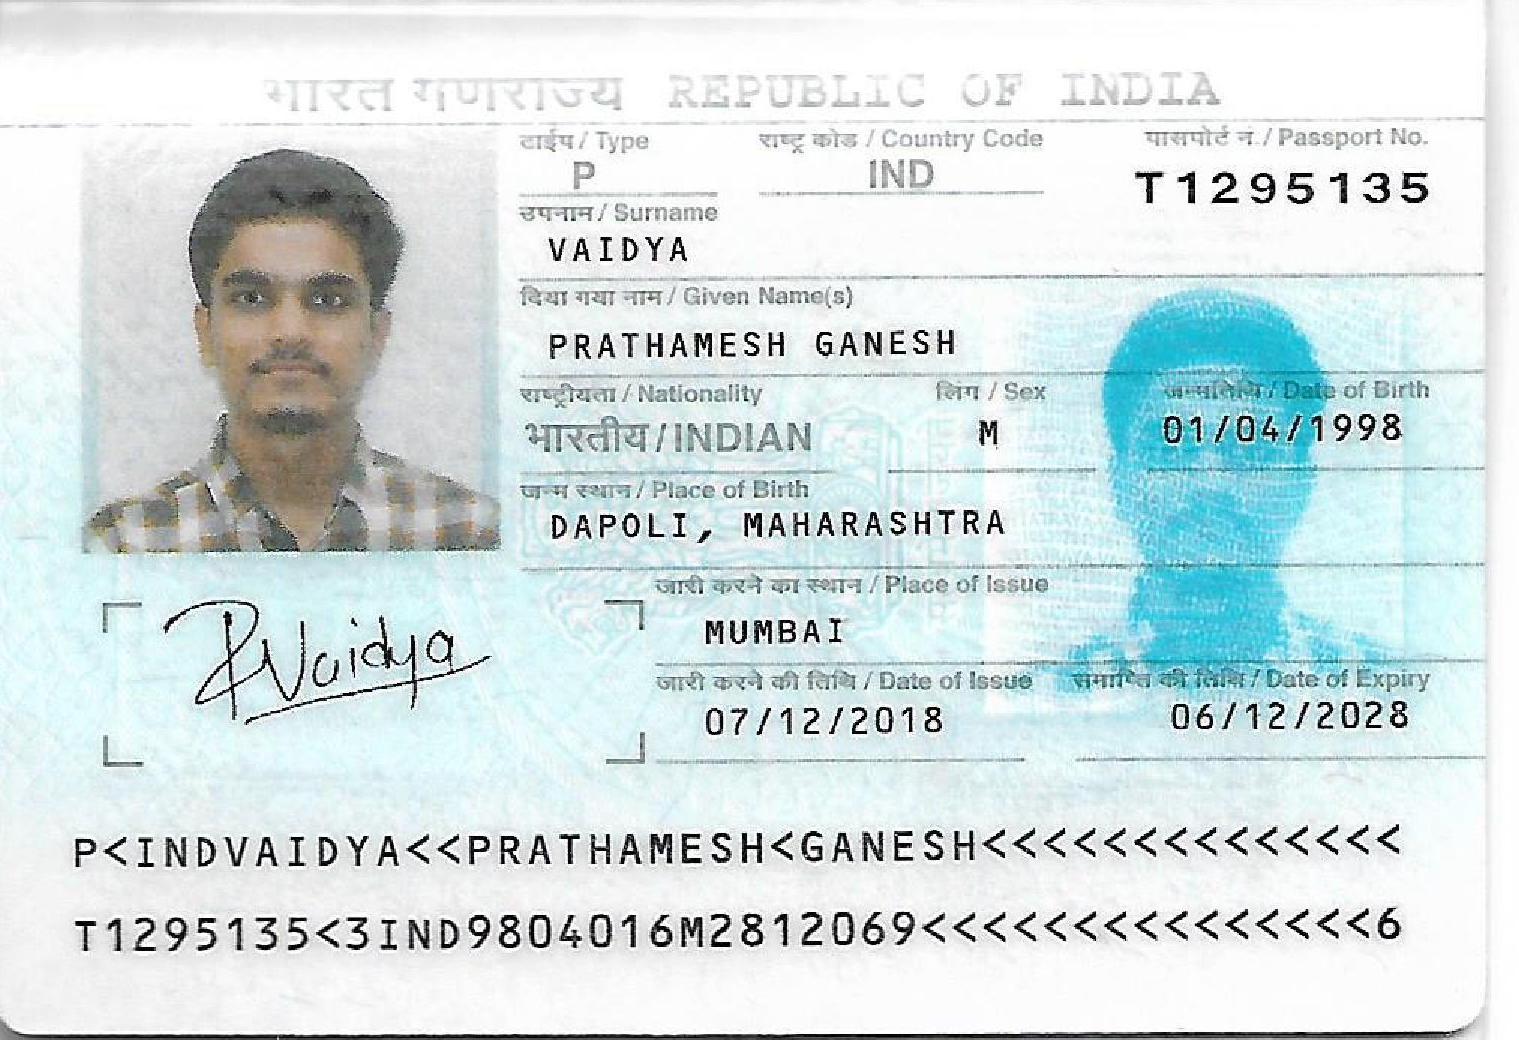 भारत गणराज्य REPUBLIC OF INDIA
टाईप / Type राष्ट्र कोड / Country Code पासपोर्ट नं. / Passport No.
P IND T1295135
उपनाम / Surname
VAIDYA
दिया गया नाम / Given Name(s)
PRATHAMESH GANESH
राष्ट्रीयता / Nationality लिंग / Sex जन्मतिथि / Date of Birth
भारतीय / INDIAN M 01/04/1998
जन्म स्थान / Place of Birth
DAPOLI, MAHARASHTRA
जारी करने का स्थान / Place of Issue
MUMBAI
PVaidya
जारी करने की तिथि / Date of Issue समाप्ति की तिथि / Date of Expiry
07/12/2018 06/12/2028
P<INDVAIDYA<<PRATHAMESH<GANESH<<<<<<<<<<<<<<
T1295135<3IND9804016M2812069<<<<<<<<<<<<<<<6